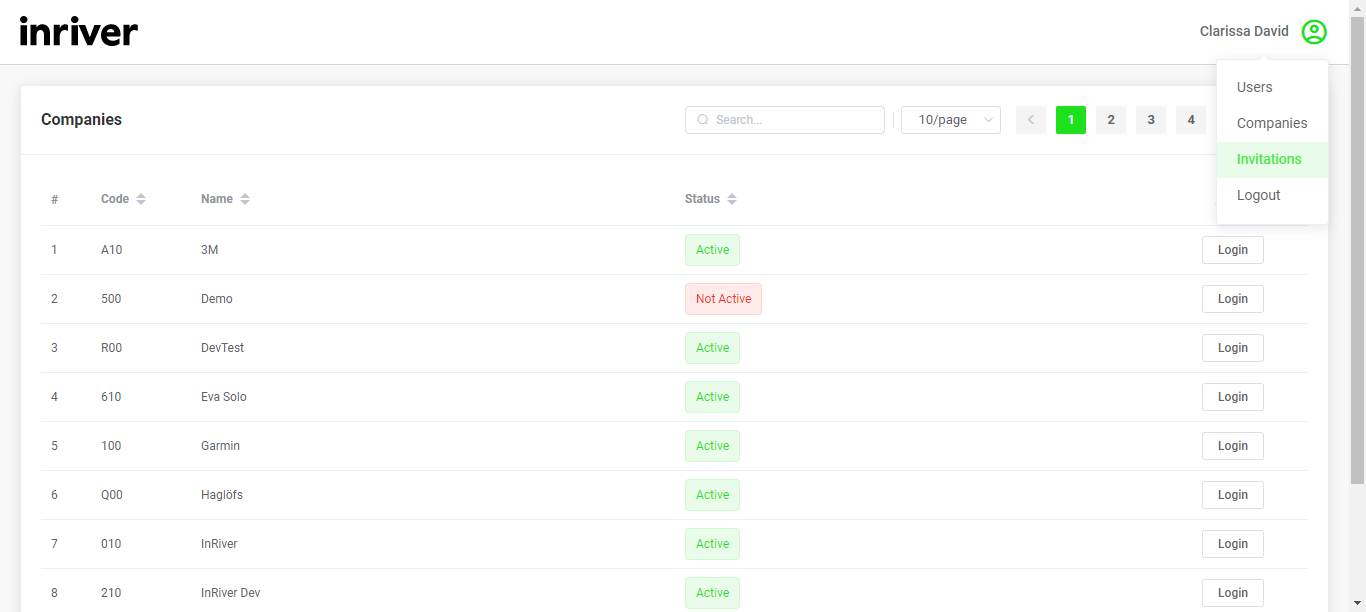 inriver
Clarissa David
Users
Companies
Invitations
Logout
Companies
Search...
10/page
1 2 3 4
# Code Name Status
1 A10 3M Active Login
2 500 Demo Not Active Login
3 R00 DevTest Active Login
4 610 Eva Solo Active Login
5 100 Garmin Active Login
6 Q00 Haglöfs Active Login
7 010 InRiver Active Login
8 210 InRiver Dev Active Login